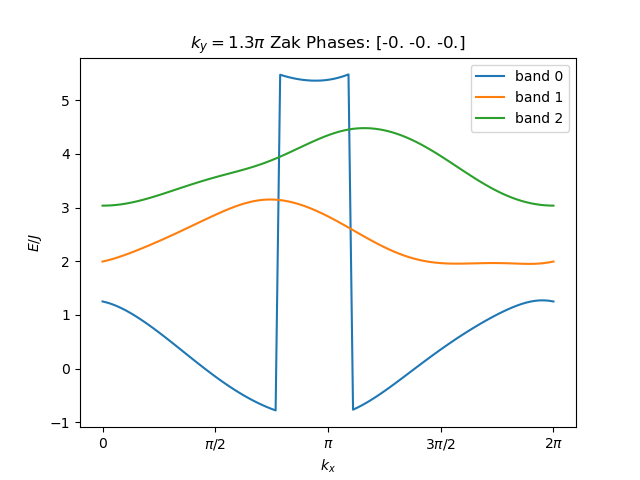 $k_y = 1.3\pi$ Zak Phases: [-0. -0. -0.]
band 0
band 1
band 2
5
4
3
2
1
0
−1
E/J
0
π/2
π
3π/2
2π
$k_x$